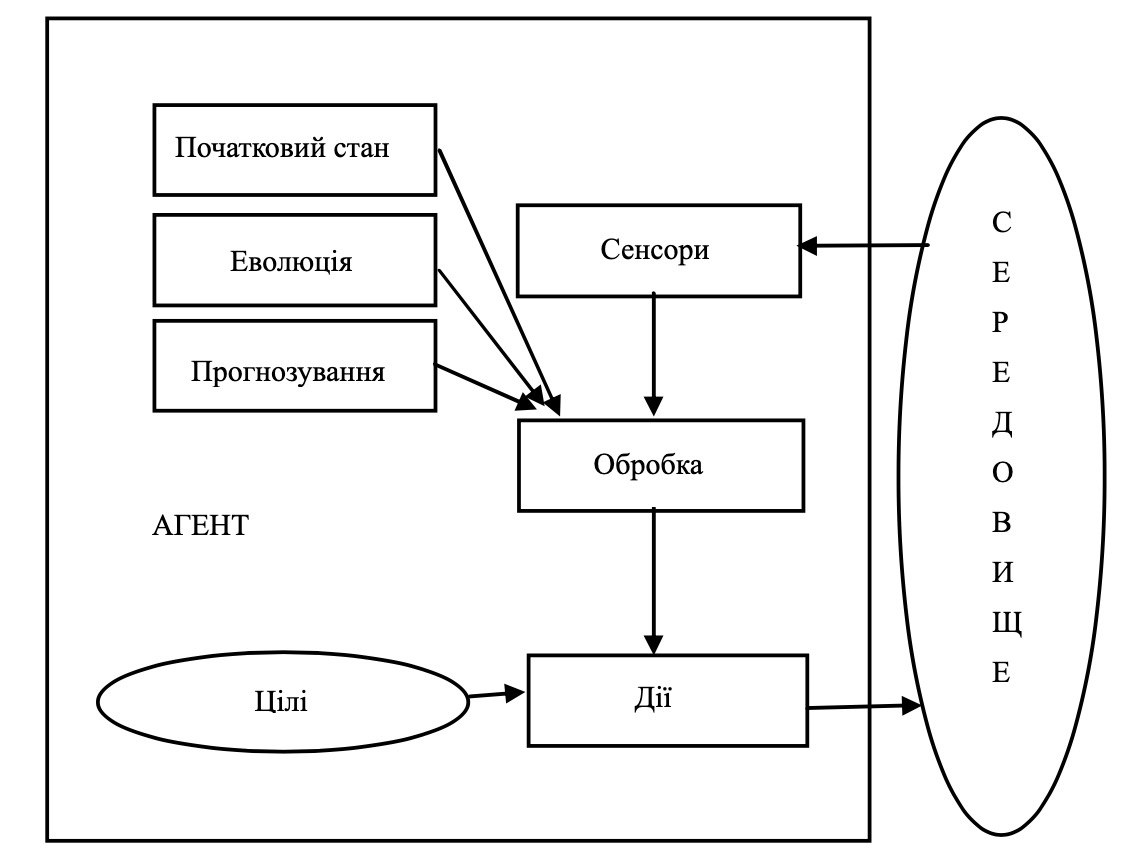 Початковий стан
Еволюція
Прогнозування
Сенсори
Обробка
АГЕНТ
Цілі
Дії
С
Е
Р
Е
Д
О
В
И
Щ
Е